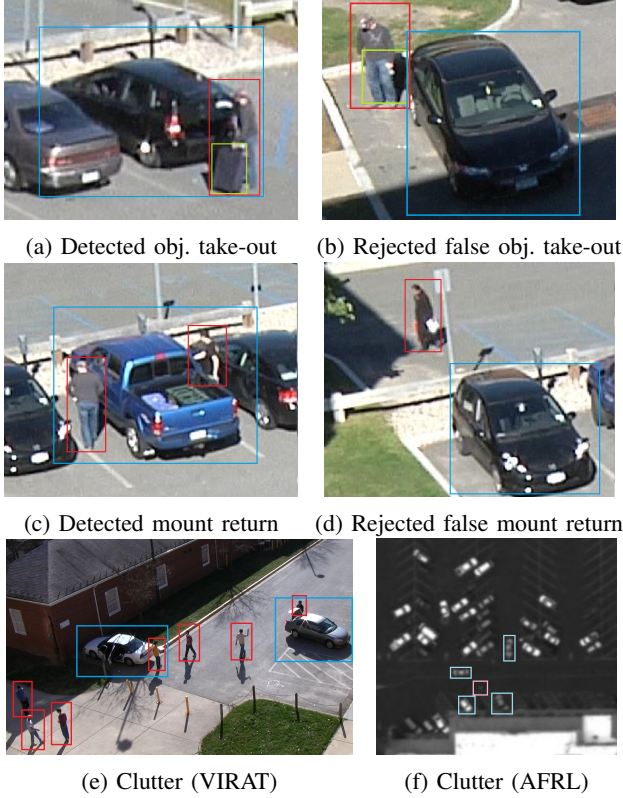 (a) Detected obj. take-out
(b) Rejected false obj. take-out
(c) Detected mount return
(d) Rejected false mount return
(e) Clutter (VIRAT)
(f) Clutter (AFRL)